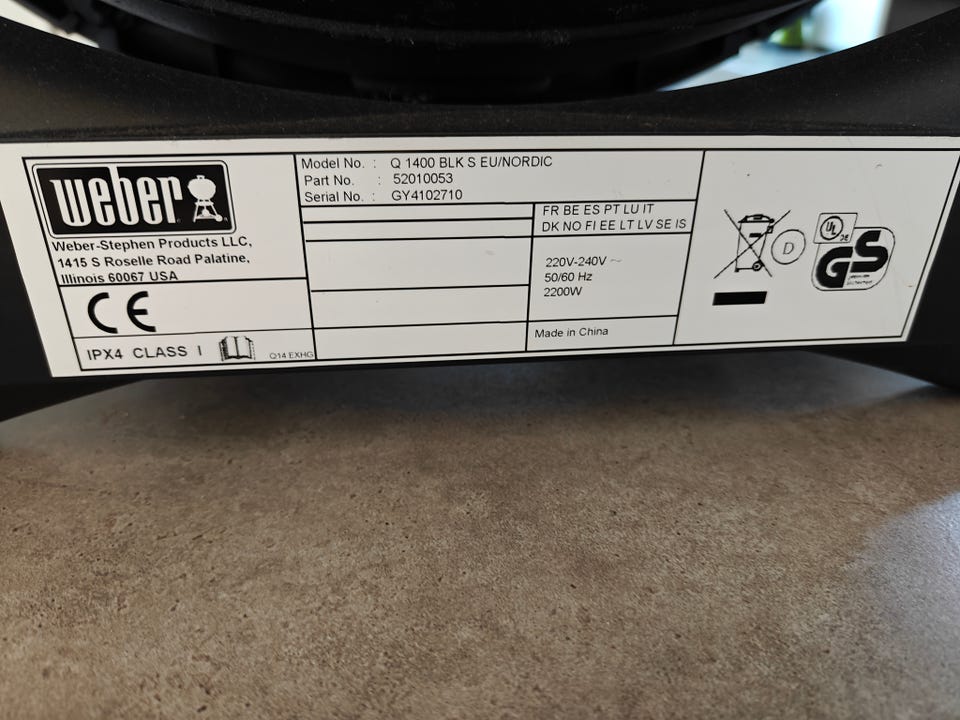 weber
Weber-Stephen Products LLC,
1415 S Roselle Road Palatine,
Illinois 60067 USA
CE
IPX4 CLASS I
Q14 EXHG
Model No. : Q 1400 BLK S EU/NORDIC
Part No. : 52010053
Serial No. : GY4102710
FR BE ES PT LU IT
DK NO FI EE LT LV SE IS
220V-240V ~
50/60 Hz
2200W
Made in China
D
UL
DE
GS